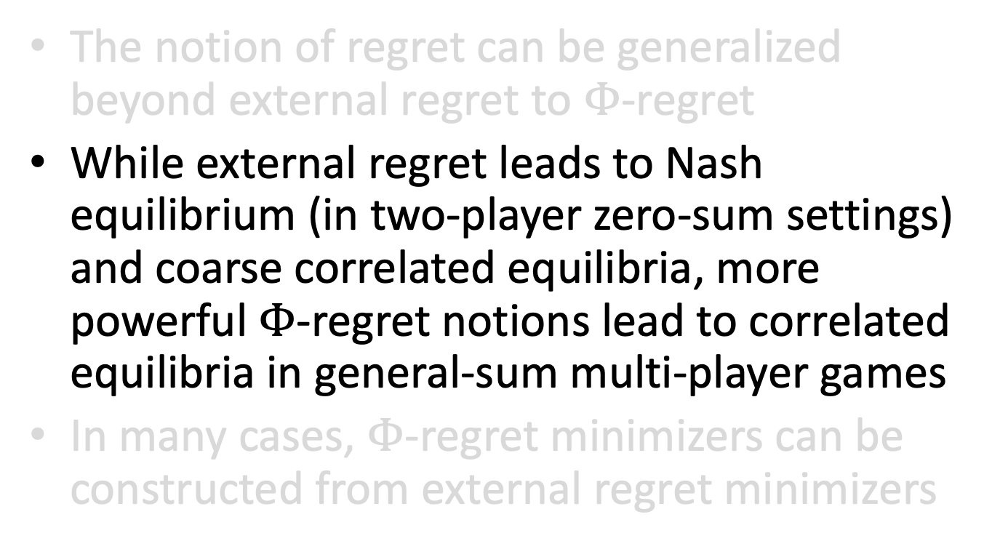 • The notion of regret can be generalized
beyond external regret to Φ-regret
• While external regret leads to Nash
equilibrium (in two-player zero-sum settings)
and coarse correlated equilibria, more
powerful Φ-regret notions lead to correlated
equilibria in general-sum multi-player games
• In many cases, Φ-regret minimizers can be
constructed from external regret minimizers